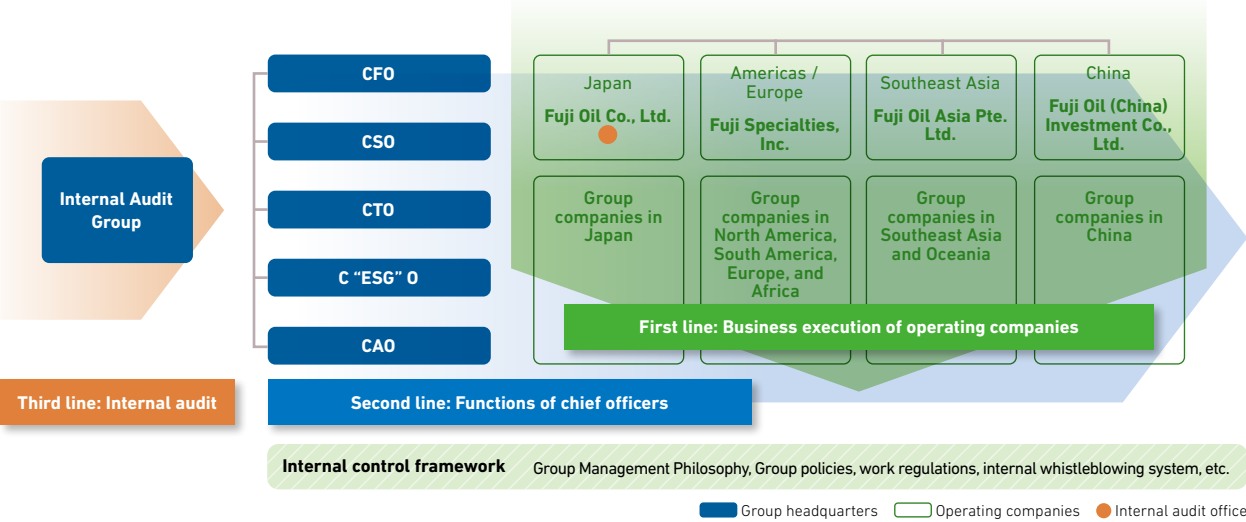 Internal Audit
Group
CFO
CSO
CTO
C “ESG” O
CAO
Japan
Fuji Oil Co., Ltd.
Americas /
Europe
Fuji Specialties,
Inc.
Southeast Asia
Fuji Oil Asia Pte.
Ltd.
China
Fuji Oil (China)
Investment Co.,
Ltd.
Group
companies in
Japan
Group
companies in
North America,
South America,
Europe, and
Africa
Group
companies in
Southeast Asia
and Oceania
Group
companies in
China
First line: Business execution of operating companies
Third line: Internal audit
Second line: Functions of chief officers
Internal control framework Group Management Philosophy, Group policies, work regulations, internal whistleblowing system, etc.
Group headquarters Operating companies Internal audit office